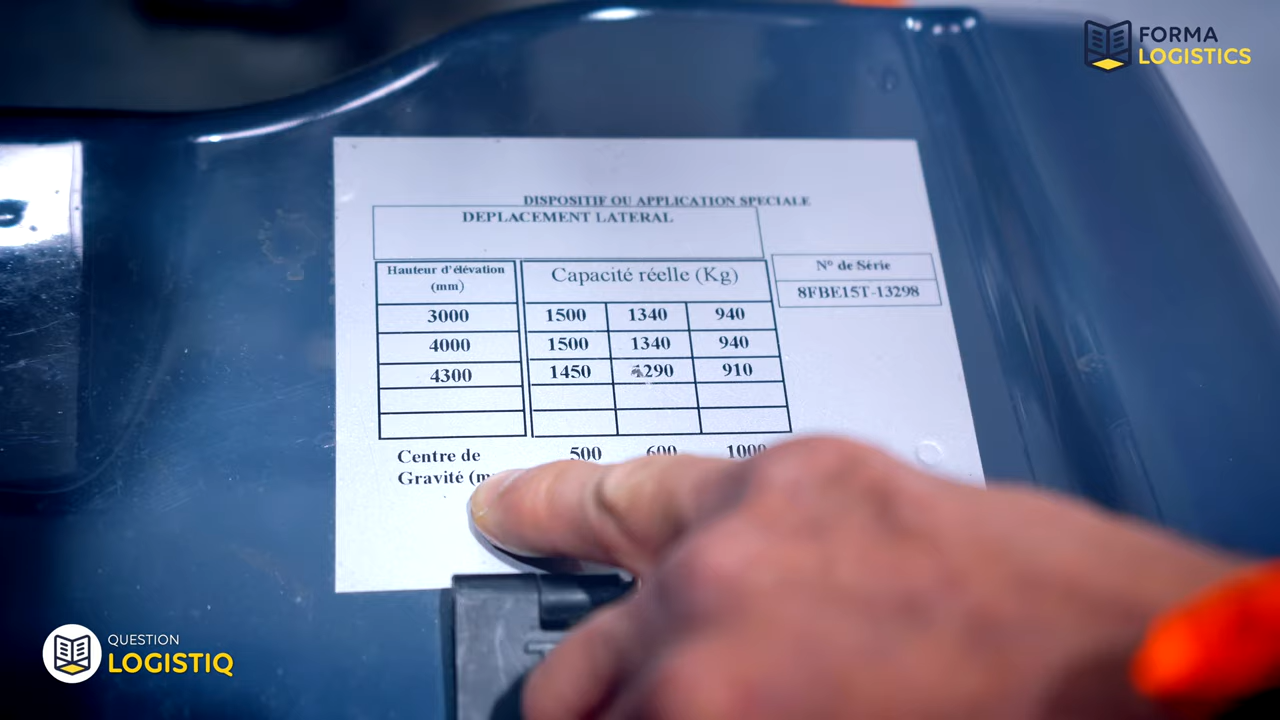 FORMA
LOGISTICS
DISPOSITIF OU APPLICATION SPECIALE
DEPLACEMENT LATERAL
Hauteur d'élévation
(mm)
Capacité réelle (Kg)
N° de Série
8FBE15T-13298
3000 1500 1340 940
4000 1500 1340 940
4300 1450 1290 910
Centre de 500 600 1000
Gravité
QUESTION
LOGISTIQ